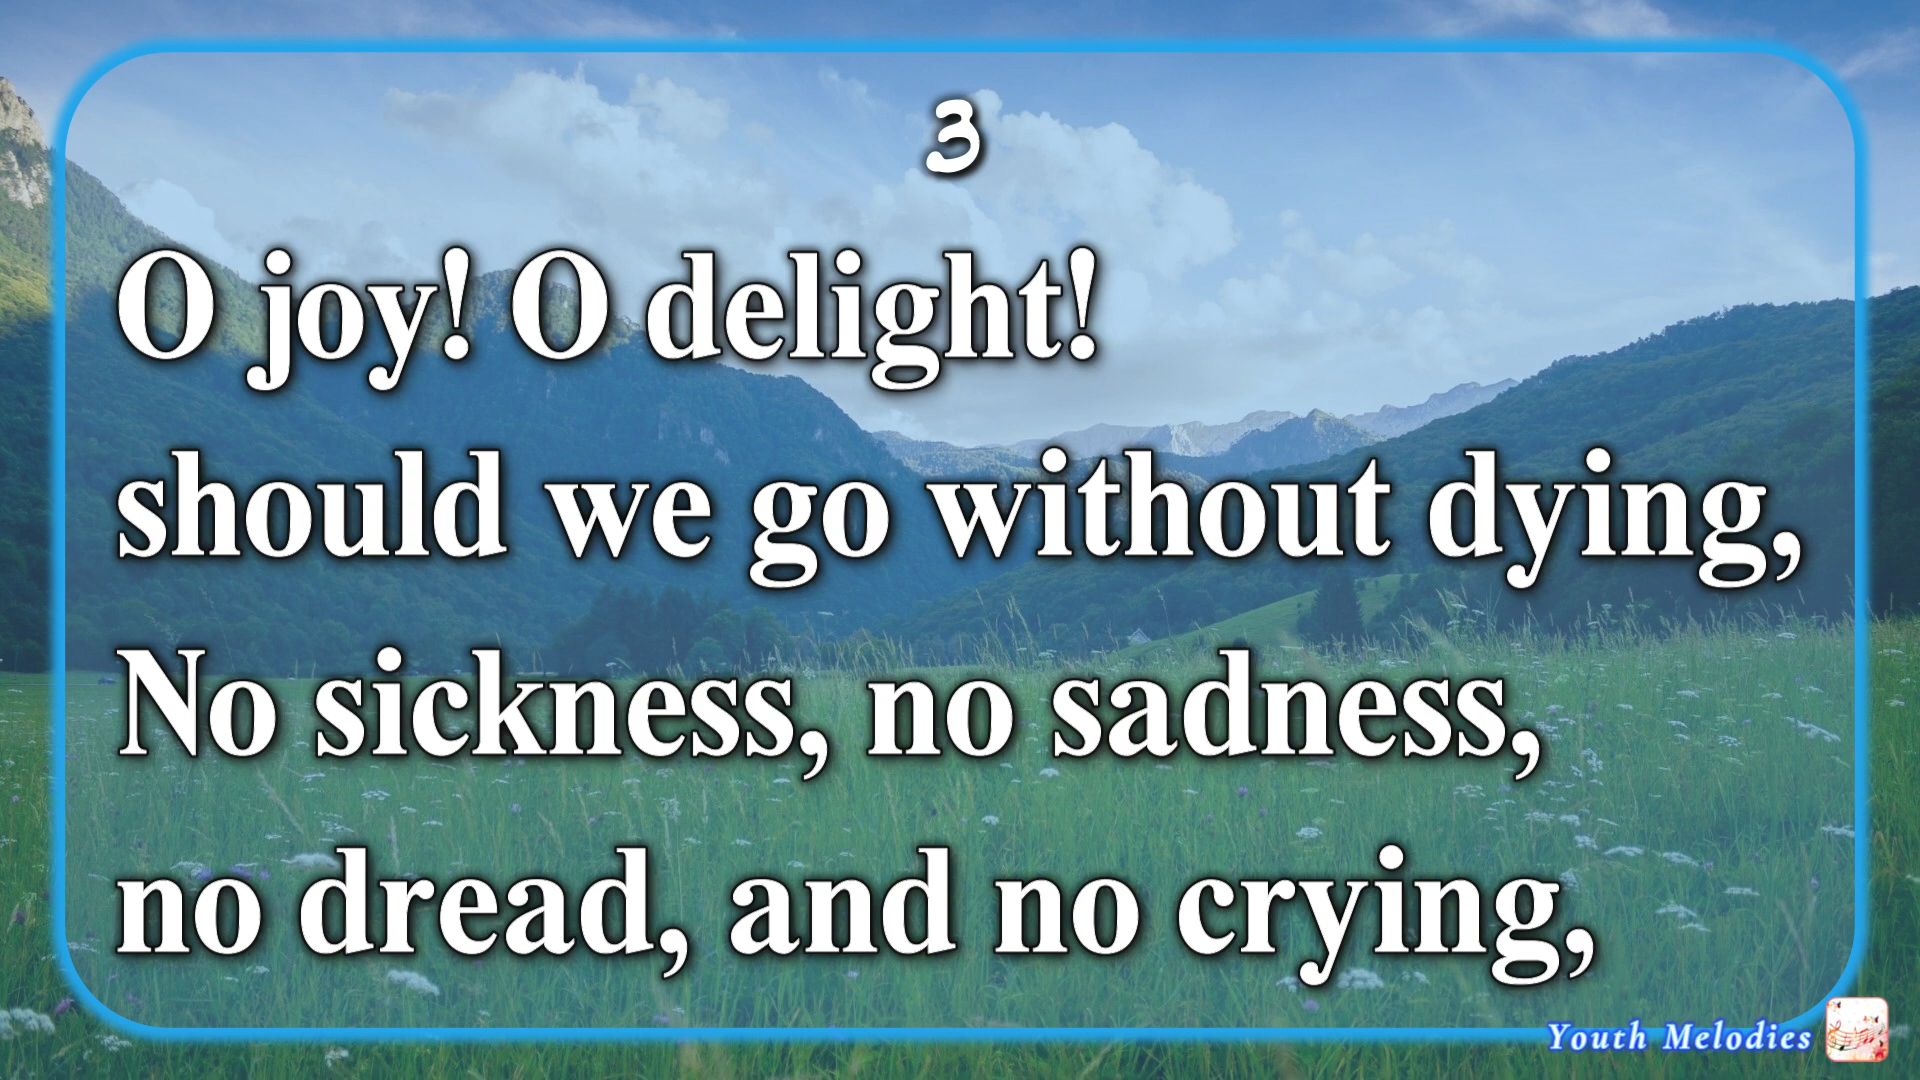 3
O joy! O delight!
should we go without dying,
No sickness, no sadness,
no dread, and no crying,
Youth Melodies